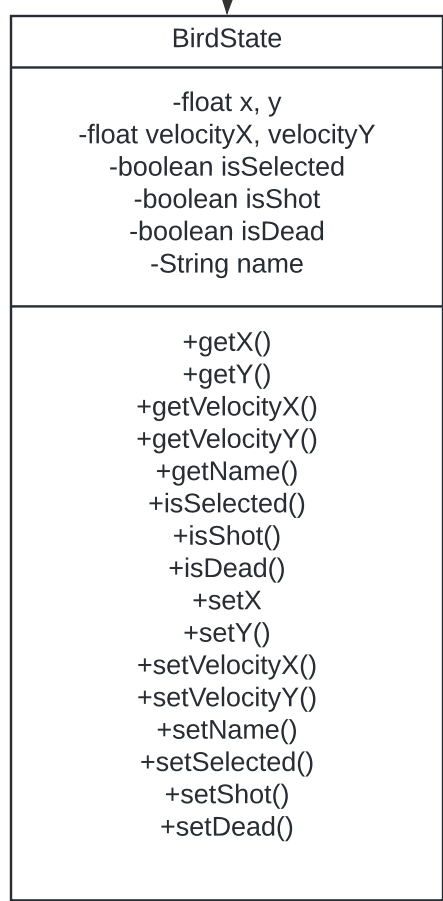 BirdState
-float x, y
-float velocityX, velocityY
-boolean isSelected
-boolean isShot
-boolean isDead
-String name
+getX()
+getY()
+getVelocityX()
+getVelocityY()
+getName()
+isSelected()
+isShot()
+isDead()
+setX
+setY()
+setVelocityX()
+setVelocityY()
+setName()
+setSelected()
+setShot()
+setDead()